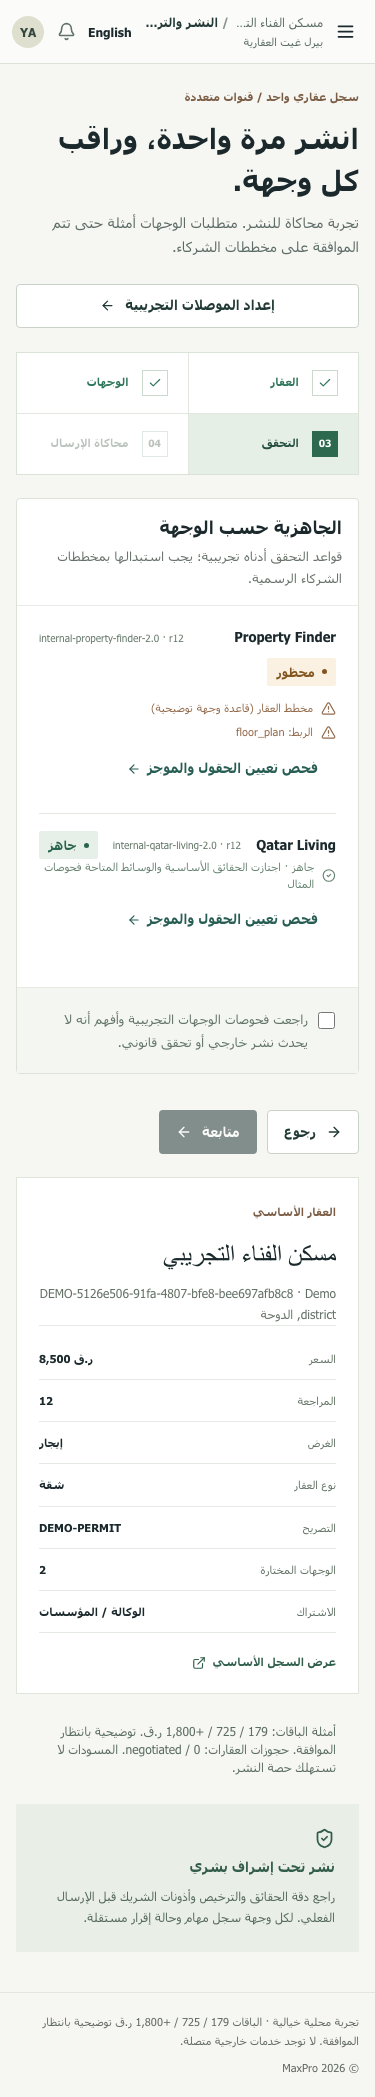 مسكن الفناء الت... / النشر والتر... English YA
بيرل غيت العقارية
سجل عقاري واحد / قنوات متعددة
انشر مرة واحدة، وراقب
كل وجهة.
تجربة محاكاة للنشر. متطلبات الوجهات أمثلة حتى تتم
الموافقة على مخططات الشركاء.
إعداد الموصلات التجريبية
العقار
الوجهات
03 التحقق
04 محاكاة الإرسال
الجاهزية حسب الوجهة
قواعد التحقق أدناه تجريبية؛ يجب استبدالها بمخططات
الشركاء الرسمية.
Property Finder internal-property-finder-2.0 · r12
محظور
مخطط العقار (قاعدة وجهة توضيحية)
الربط: floor_plan
فحص تعيين الحقول والموجز
Qatar Living internal-qatar-living-2.0 · r12 جاهز
جاهز · اجتازت الحقائق الأساسية والوسائط المتاحة فحوصات
المثال
فحص تعيين الحقول والموجز
راجعت فحوصات الوجهات التجريبية وأفهم أنه لا
يحدث نشر خارجي أو تحقق قانوني.
رجوع
متابعة
العقار الأساسي
مسكن الفناء التجريبي
DEMO-5126e506-91fa-4807-bfe8-bee697afb8c8 · Demo
district, الدوحة
السعر 8,500 ر.ق
المراجعة 12
الغرض إيجار
نوع العقار شقة
التصريح DEMO-PERMIT
الوجهات المختارة 2
الاشتراك الوكالة / المؤسسات
عرض السجل الأساسي
أمثلة الباقات: 179 / 725 / +1,800 ر.ق. توضيحية بانتظار
الموافقة. حجوزات العقارات: 0 / negotiated. المسودات لا
تستهلك حصة النشر.
نشر تحت إشراف بشري
راجع دقة الحقائق والترخيص وأذونات الشريك قبل الإرسال
الفعلي. لكل وجهة سجل مهام وحالة إقرار مستقلة.
تجربة محلية خيالية · الباقات 179 / 725 / +1,800 ر.ق توضيحية بانتظار
الموافقة. لا توجد خدمات خارجية متصلة.
© 2026 MaxPro